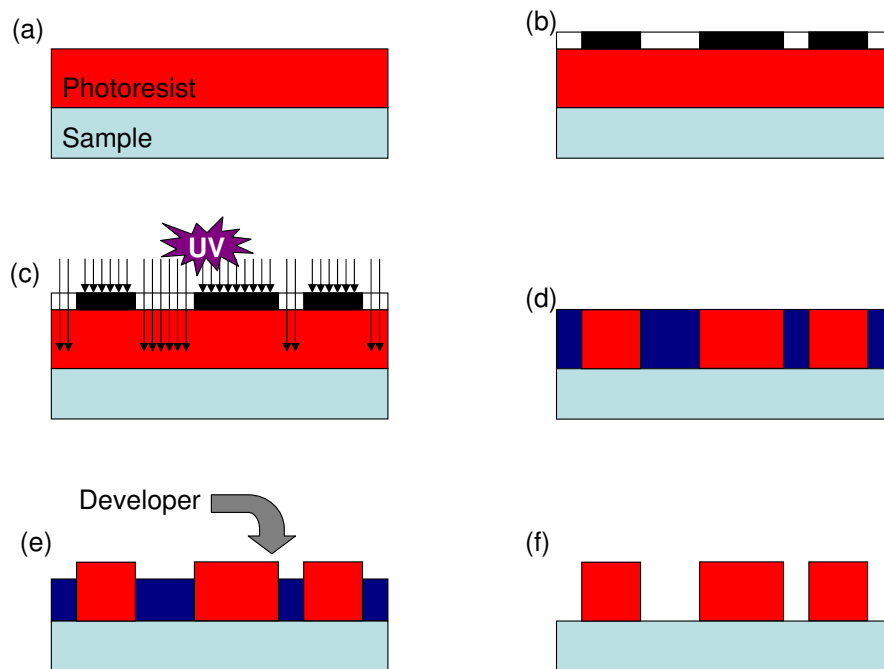 (a)
Photoresist
Sample
(b)
(c)
UV
(d)
Developer
(e)
(f)